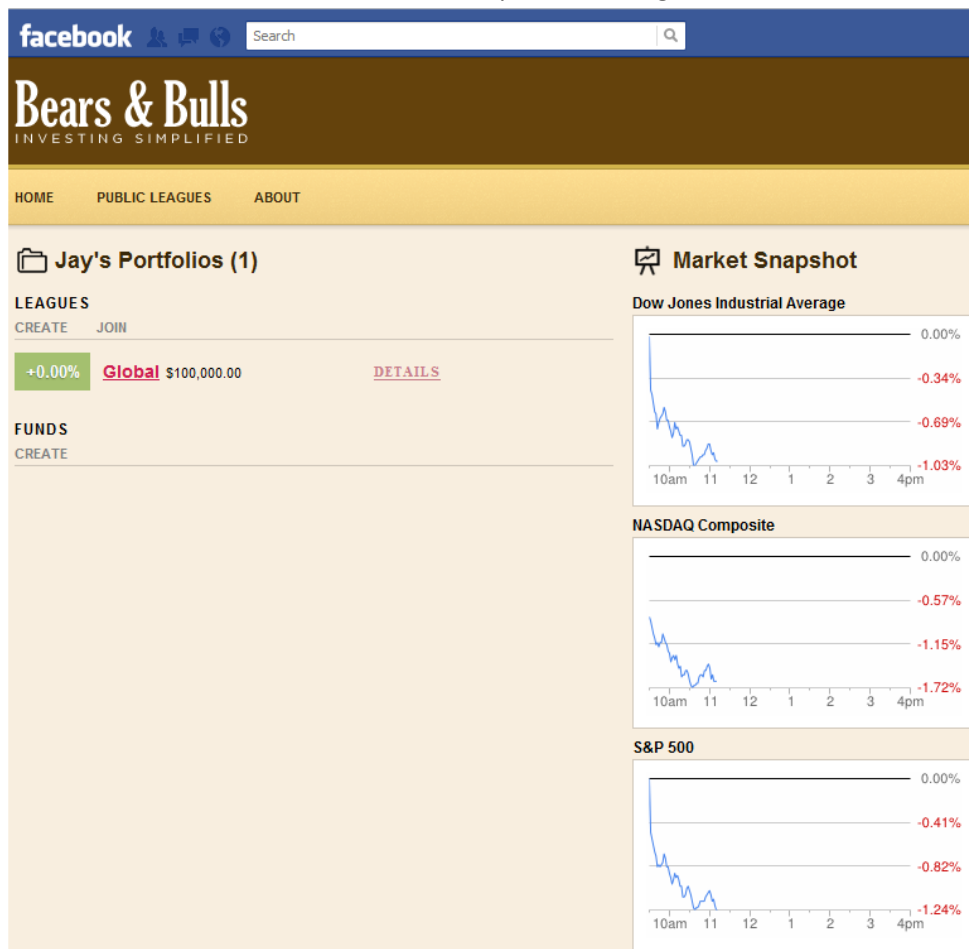 facebook Search
Bears & Bulls
INVESTING SIMPLIFIED
HOME PUBLIC LEAGUES ABOUT
Jay's Portfolios (1)
LEAGUES
CREATE JOIN
+0.00% Global $100,000.00 DETAILS
FUNDS
CREATE
Market Snapshot
Dow Jones Industrial Average
0.00%
-0.34%
-0.69%
-1.03%
10am 11 12 1 2 3 4pm
NASDAQ Composite
0.00%
-0.57%
-1.15%
-1.72%
10am 11 12 1 2 3 4pm
S&P 500
0.00%
-0.41%
-0.82%
-1.24%
10am 11 12 1 2 3 4pm